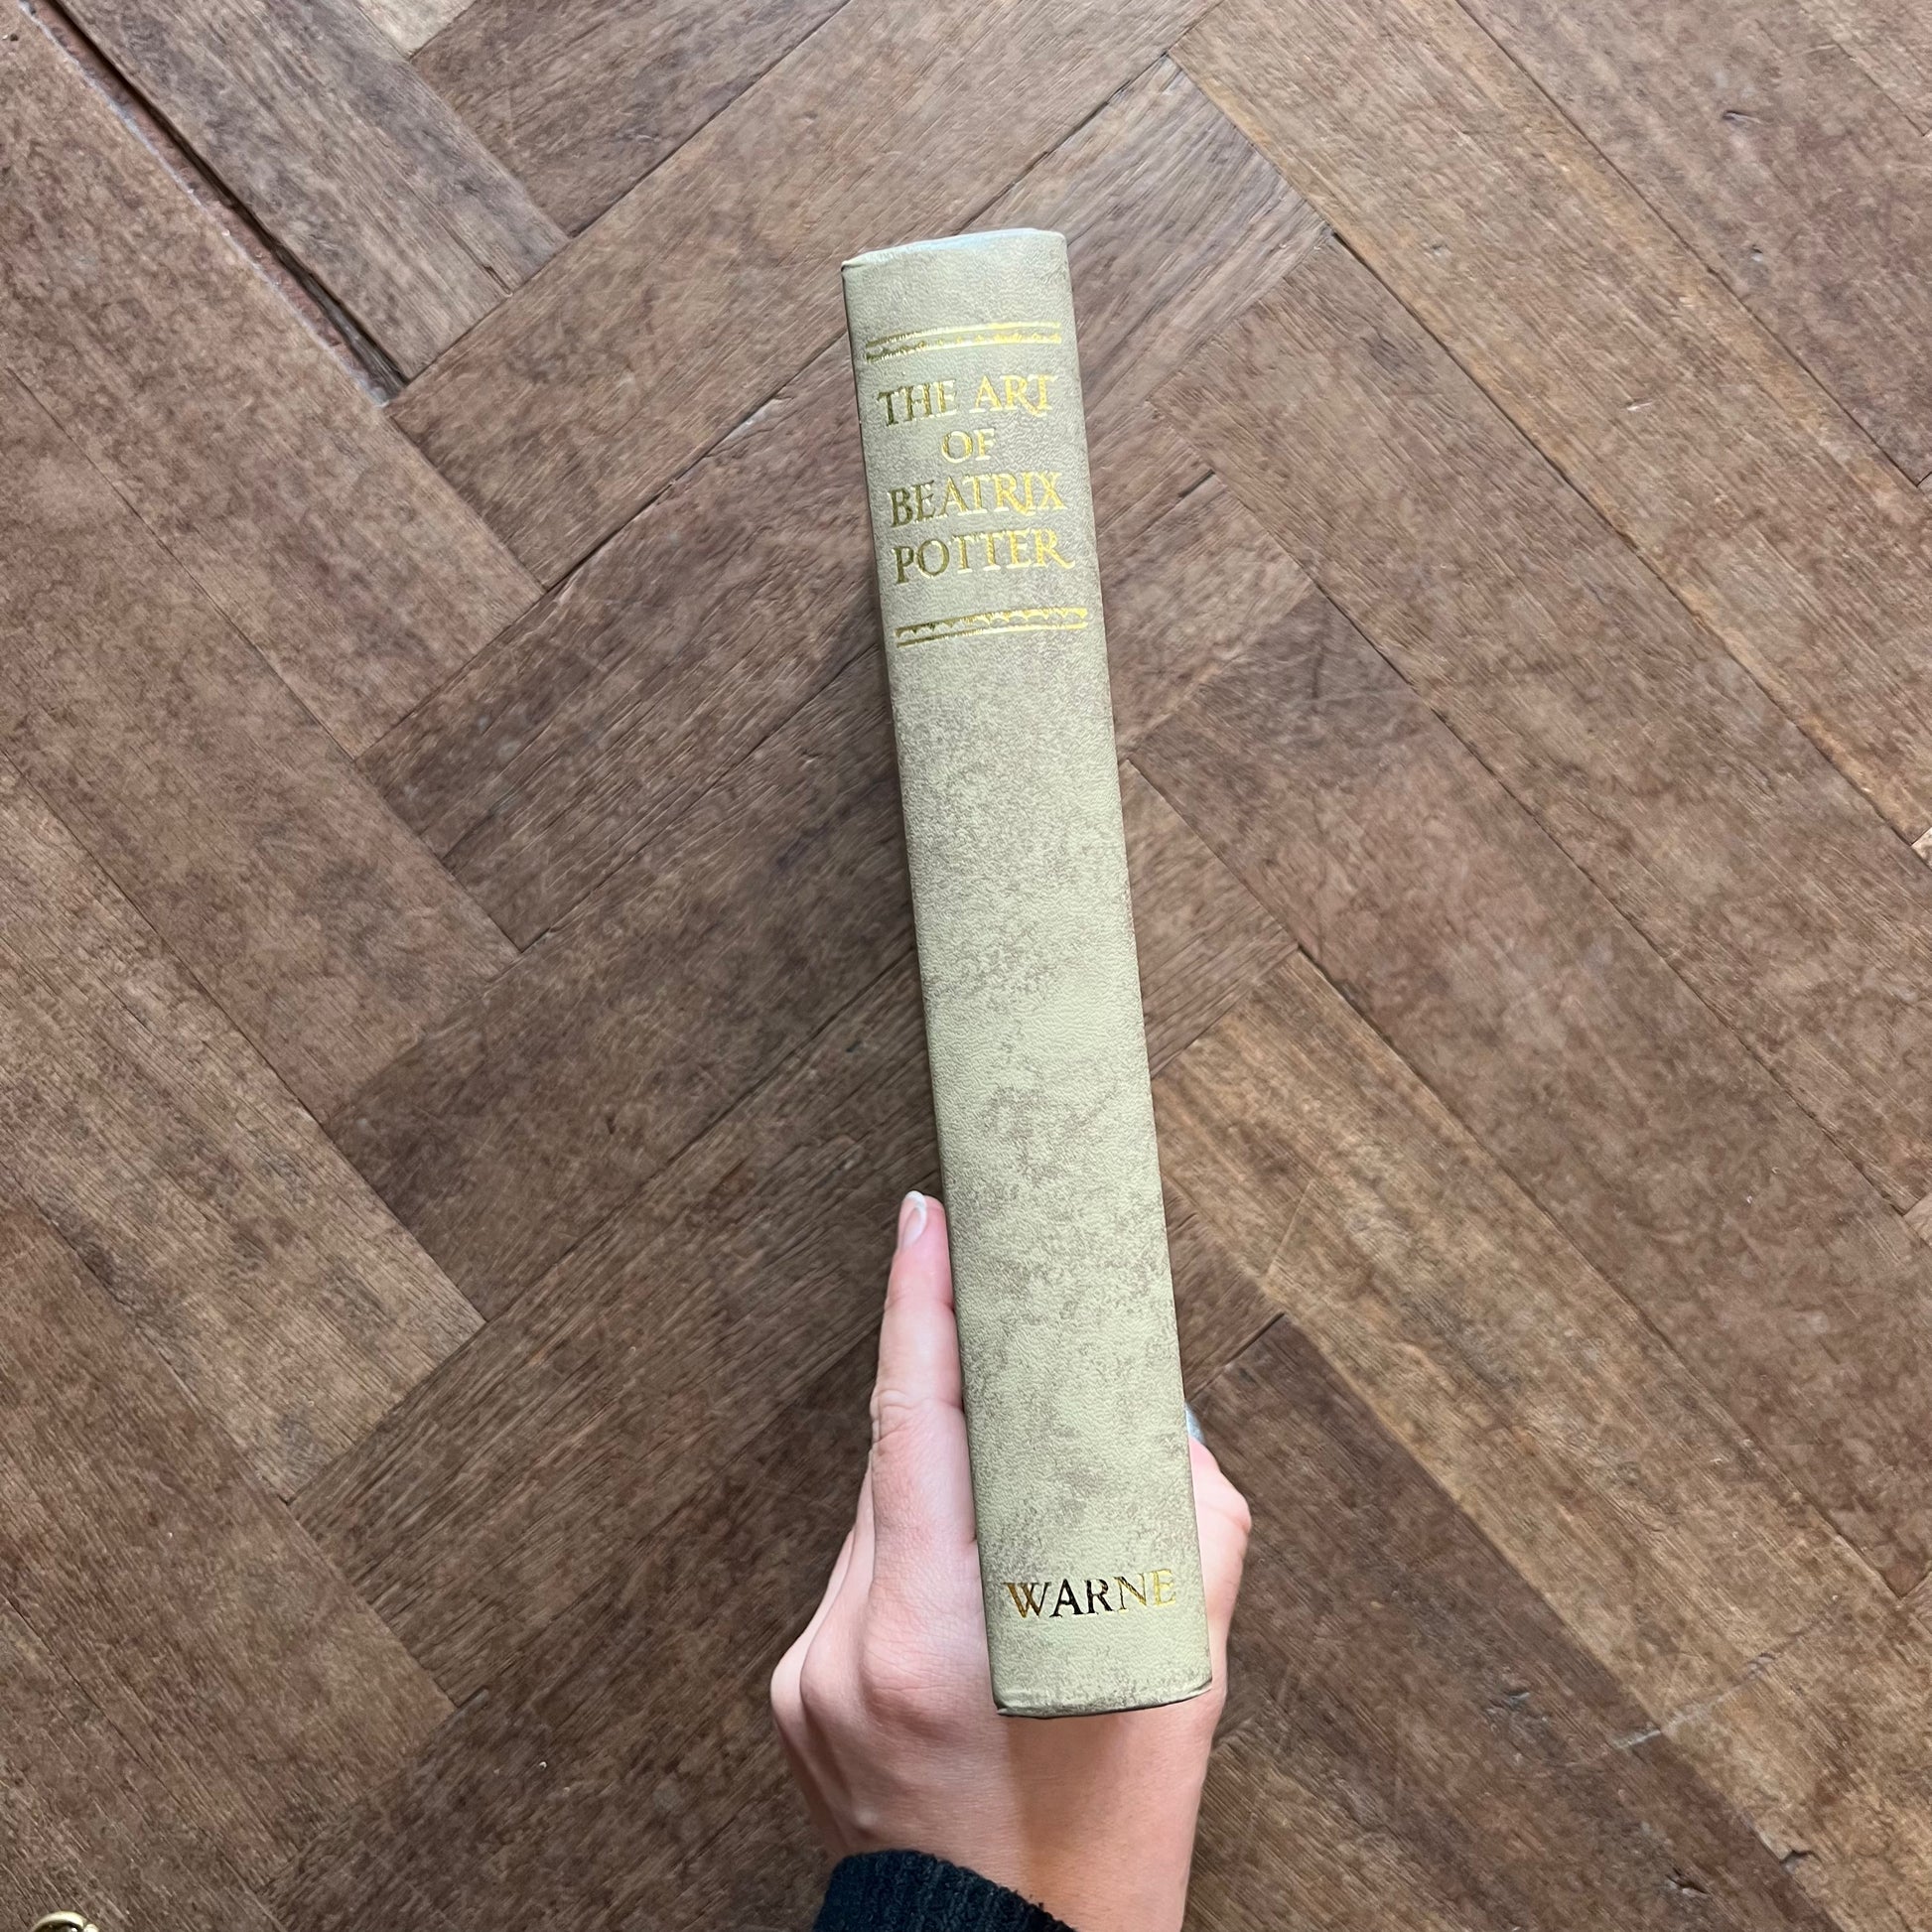 THE ART
OF
BEATRIX
POTTER
WARNE